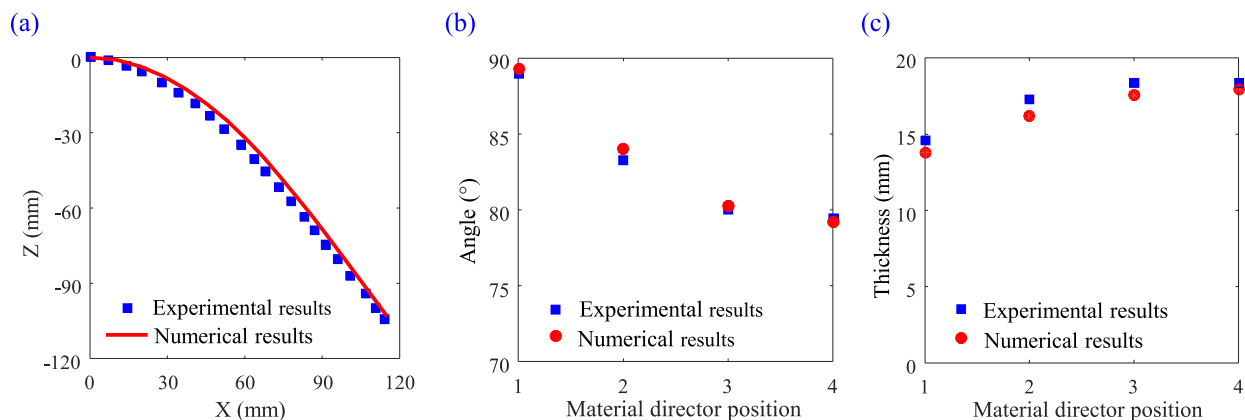 (a)
0
-30
-60
-90
-120
Z (mm)
Experimental results
Numerical results
0 30 60 90 120
X (mm)
(b)
90
85
80
75
70
Angle (°)
Experimental results
Numerical results
1 2 3 4
Material director position
(c)
20
15
10
5
0
Thickness (mm)
Experimental results
Numerical results
1 2 3 4
Material director position